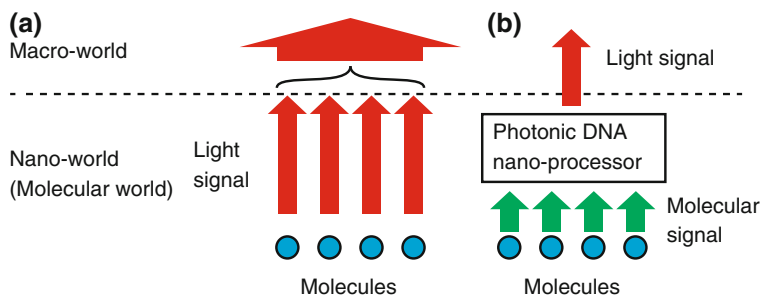 (a)
Macro-world
Nano-world
(Molecular world)
Light
signal
Molecules
(b)
Light signal
Photonic DNA
nano-processor
Molecular
signal
Molecules